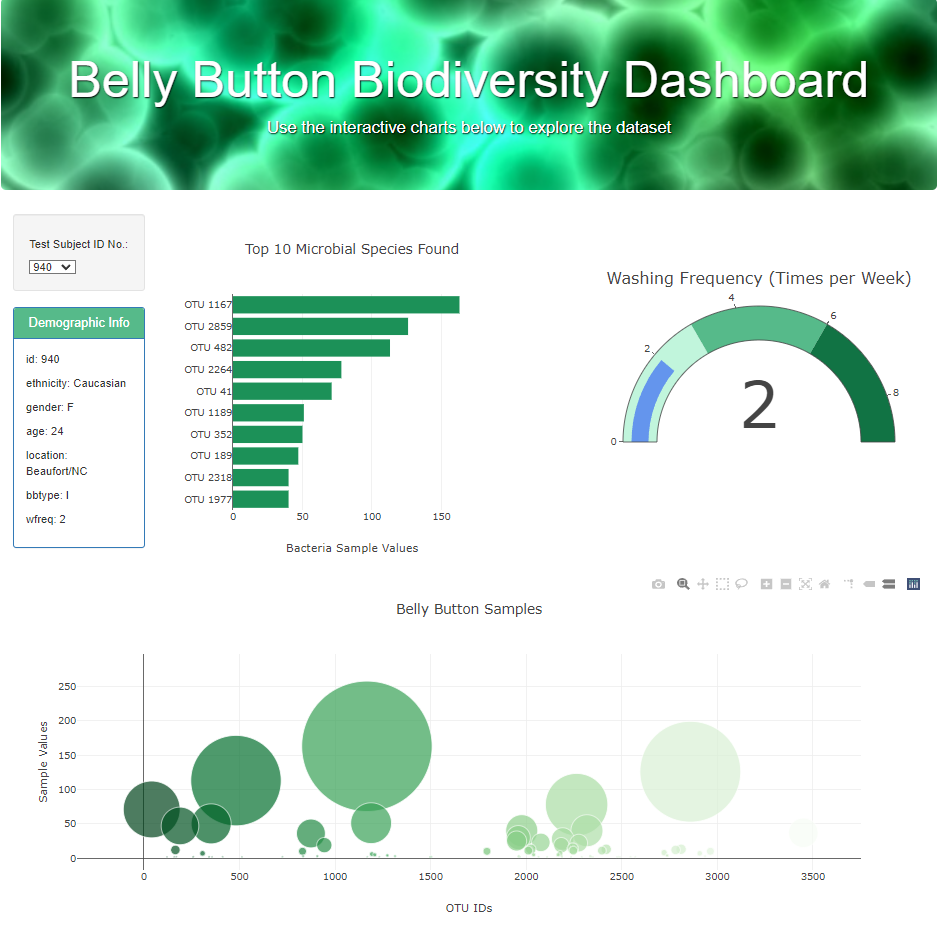 Belly Button Biodiversity Dashboard
Use the interactive charts below to explore the dataset
Test Subject ID No.:
940
Demographic Info
id: 940
ethnicity: Caucasian
gender: F
age: 24
location:
Beaufort/NC
bbtype: I
wfreq: 2
Top 10 Microbial Species Found
OTU 1167
OTU 2859
OTU 482
OTU 2264
OTU 41
OTU 1189
OTU 352
OTU 189
OTU 2318
OTU 1977
0 50 100 150
Bacteria Sample Values
Washing Frequency (Times per Week)
0
2
4
6
8
2
Belly Button Samples
Sample Values
250
200
150
100
50
0
0 500 1000 1500 2000 2500 3000 3500
OTU IDs